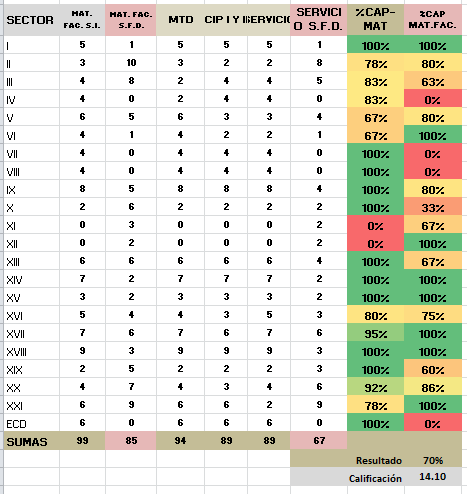 SECTOR MAT. FAC. S.I. MAT. FAC. S.F.D. MTD CIP I Y II SERVICIO SERVICIO S.F.D. %CAP-MAT %CAP MAT.FAC.
I 5 1 5 5 5 1 100% 100%
II 3 10 3 2 2 8 78% 80%
III 4 8 2 4 4 5 83% 63%
IV 4 0 2 4 4 0 83% 0%
V 6 5 6 3 3 4 67% 80%
VI 4 1 4 2 2 1 67% 100%
VII 4 0 4 4 4 0 100% 0%
VIII 4 0 4 4 4 0 100% 0%
IX 8 5 8 8 8 4 100% 80%
X 2 6 2 2 2 2 100% 33%
XI 0 3 0 0 0 2 0% 67%
XII 0 2 0 0 0 2 0% 100%
XIII 6 6 6 6 6 4 100% 67%
XIV 7 2 7 7 7 2 100% 100%
XV 3 2 3 3 3 2 100% 100%
XVI 5 4 4 3 5 3 80% 75%
XVII 7 6 7 6 7 6 95% 100%
XVIII 9 3 9 9 9 3 100% 100%
XIX 2 5 2 2 2 3 100% 60%
XX 4 7 4 3 4 6 92% 86%
XXI 6 9 6 6 2 9 78% 100%
ECD 6 0 6 6 6 0 100% 0%
SUMAS 99 85 94 89 89 67
Resultado 70%
Calificación 14.10